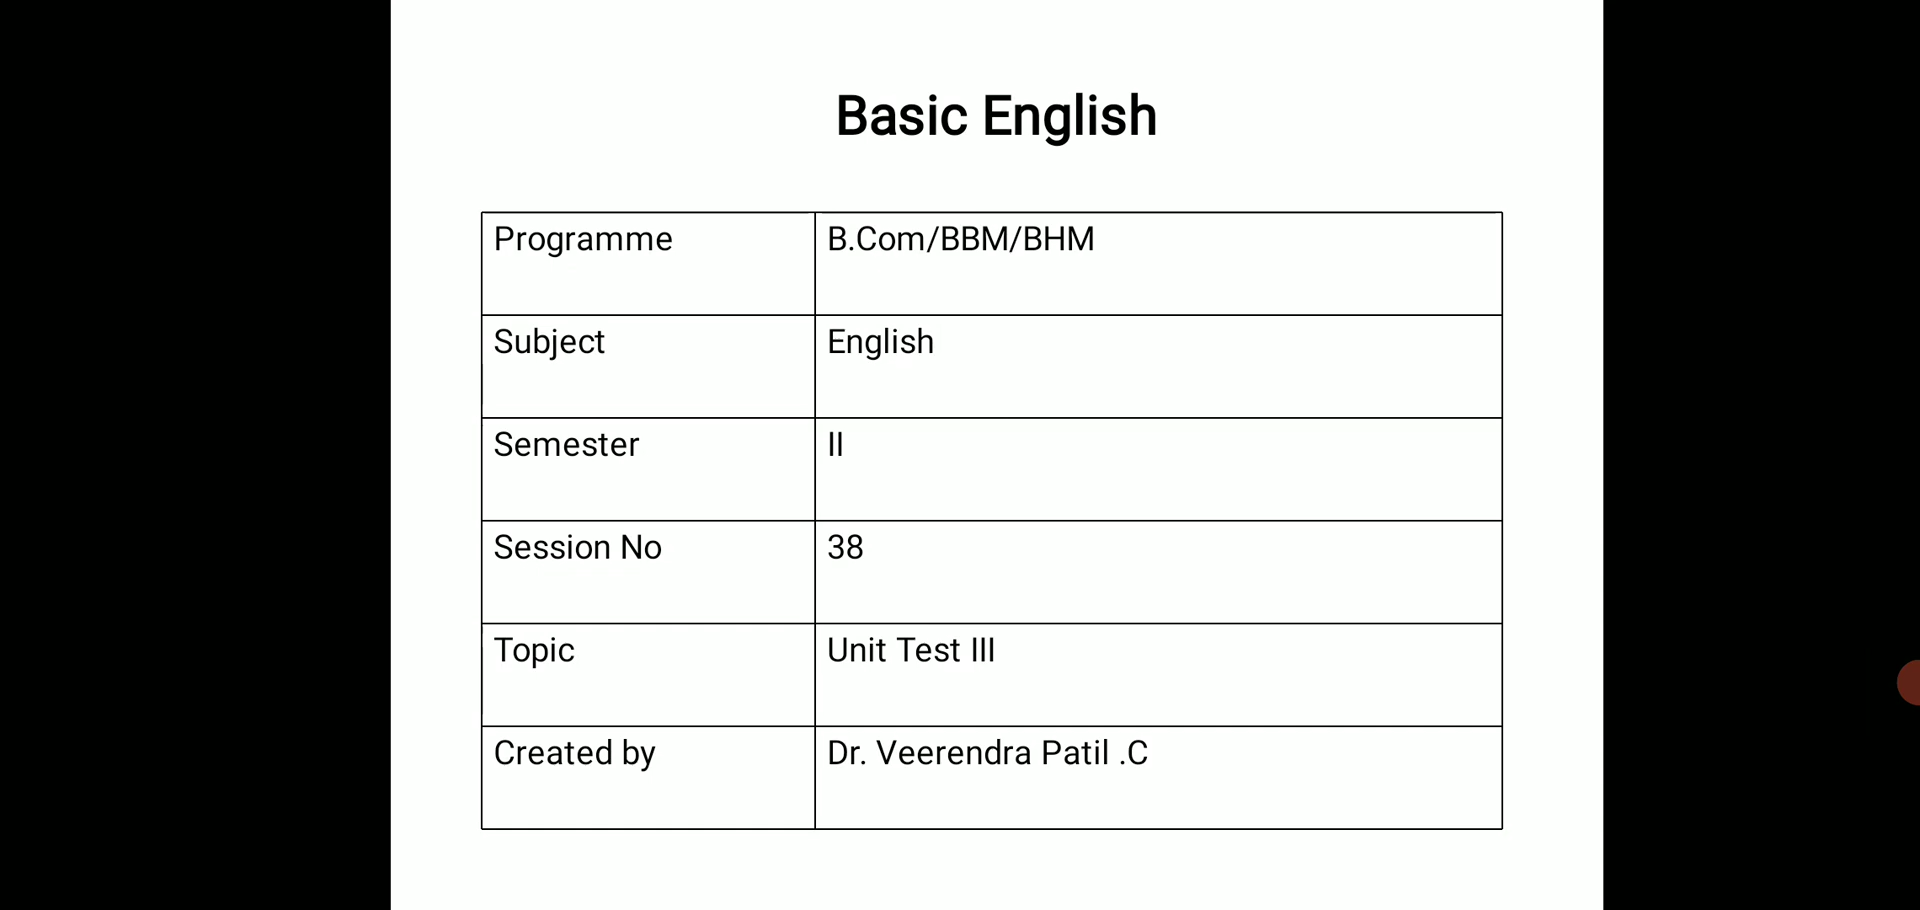 Basic English
Programme B.Com/BBM/BHM
Subject English
Semester II
Session No 38
Topic Unit Test III
Created by Dr. Veerendra Patil .C